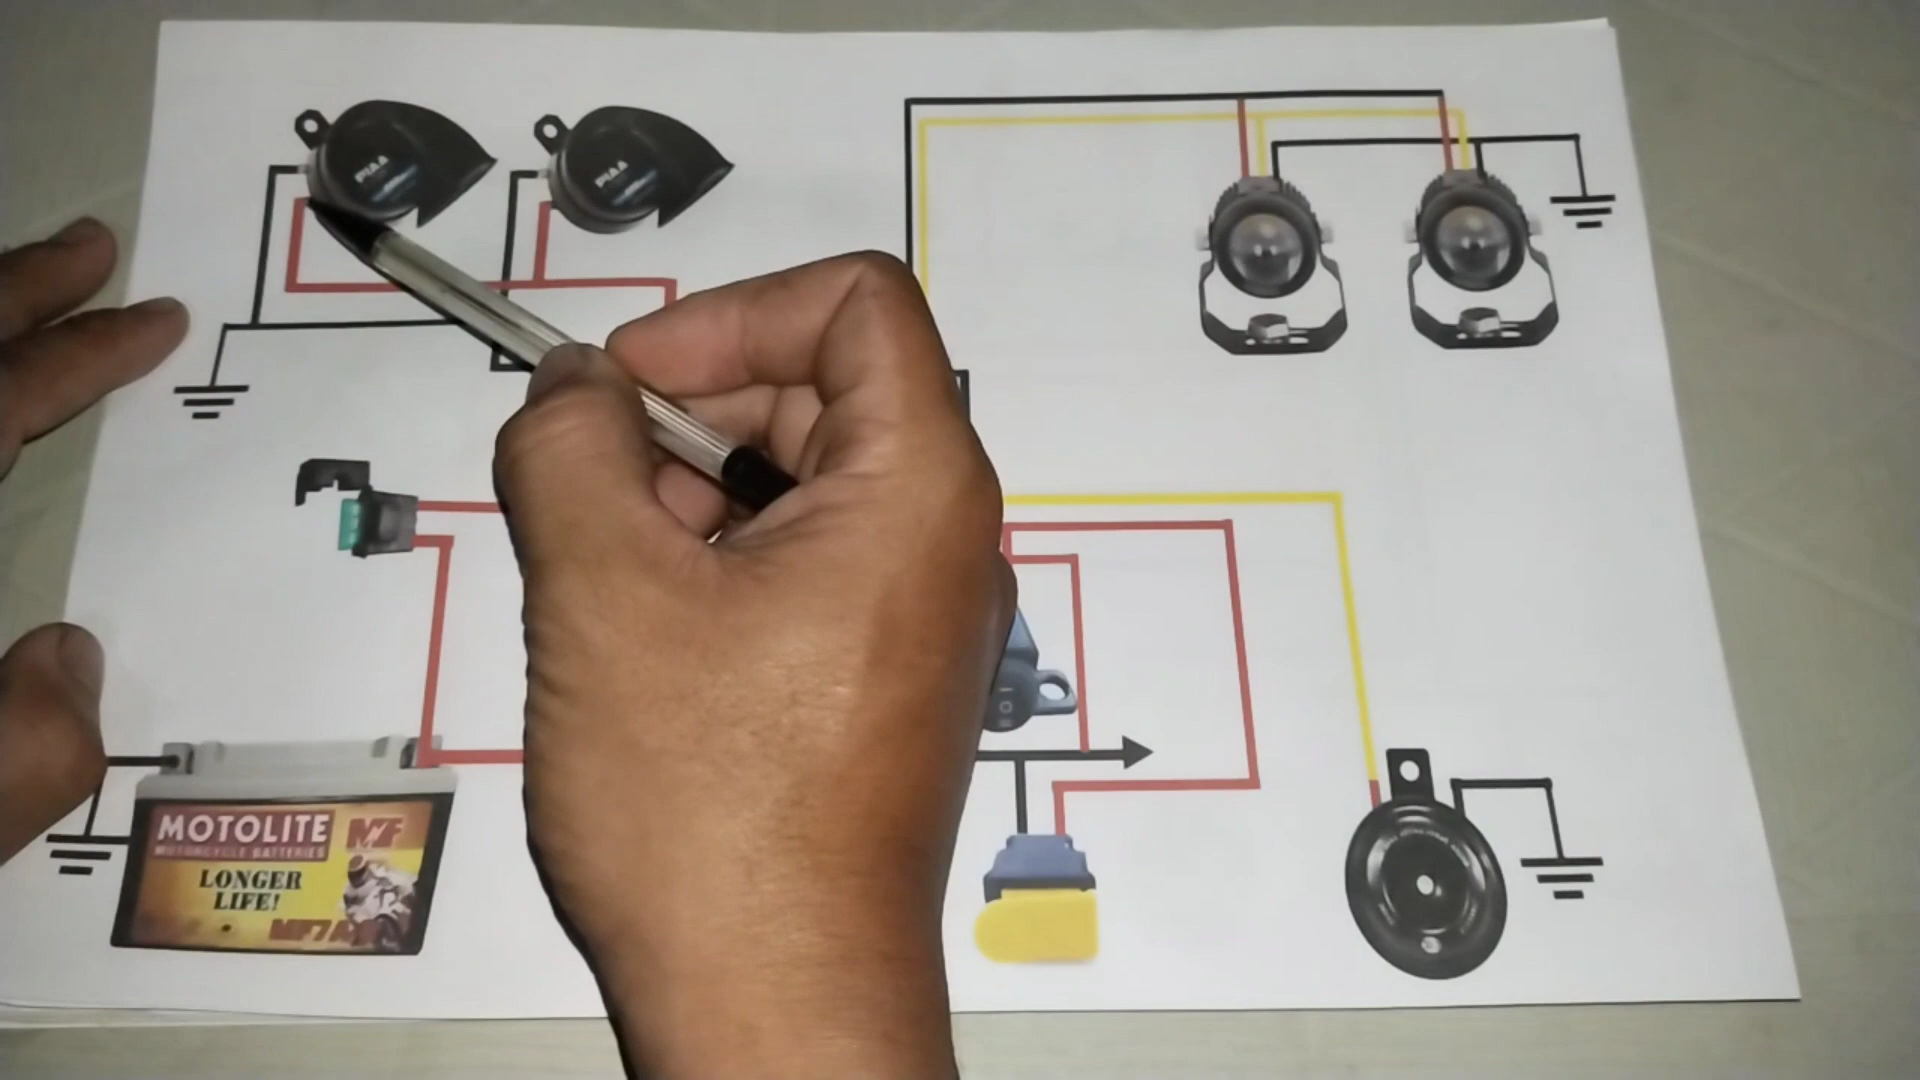 PIAA
PIAA
MOTOLITE
MF
MOTORCYCLE BATTERIES
LONGER
LIFE!